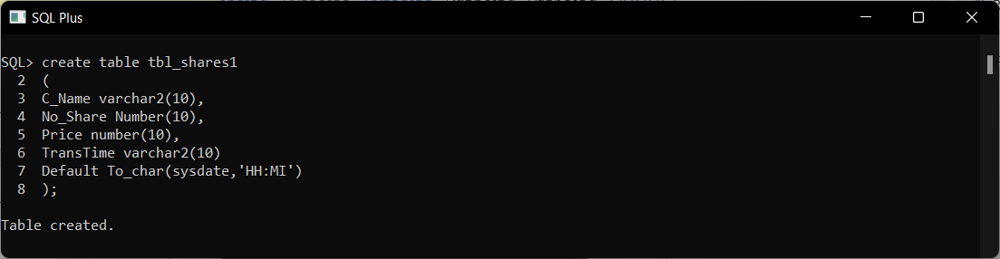 SQL Plus
SQL> create table tbl_shares1
2 (
3 C_Name varchar2(10),
4 No_Share Number(10),
5 Price number(10),
6 TransTime varchar2(10)
7 Default To_char(sysdate,'HH:MI')
8 );
Table created.